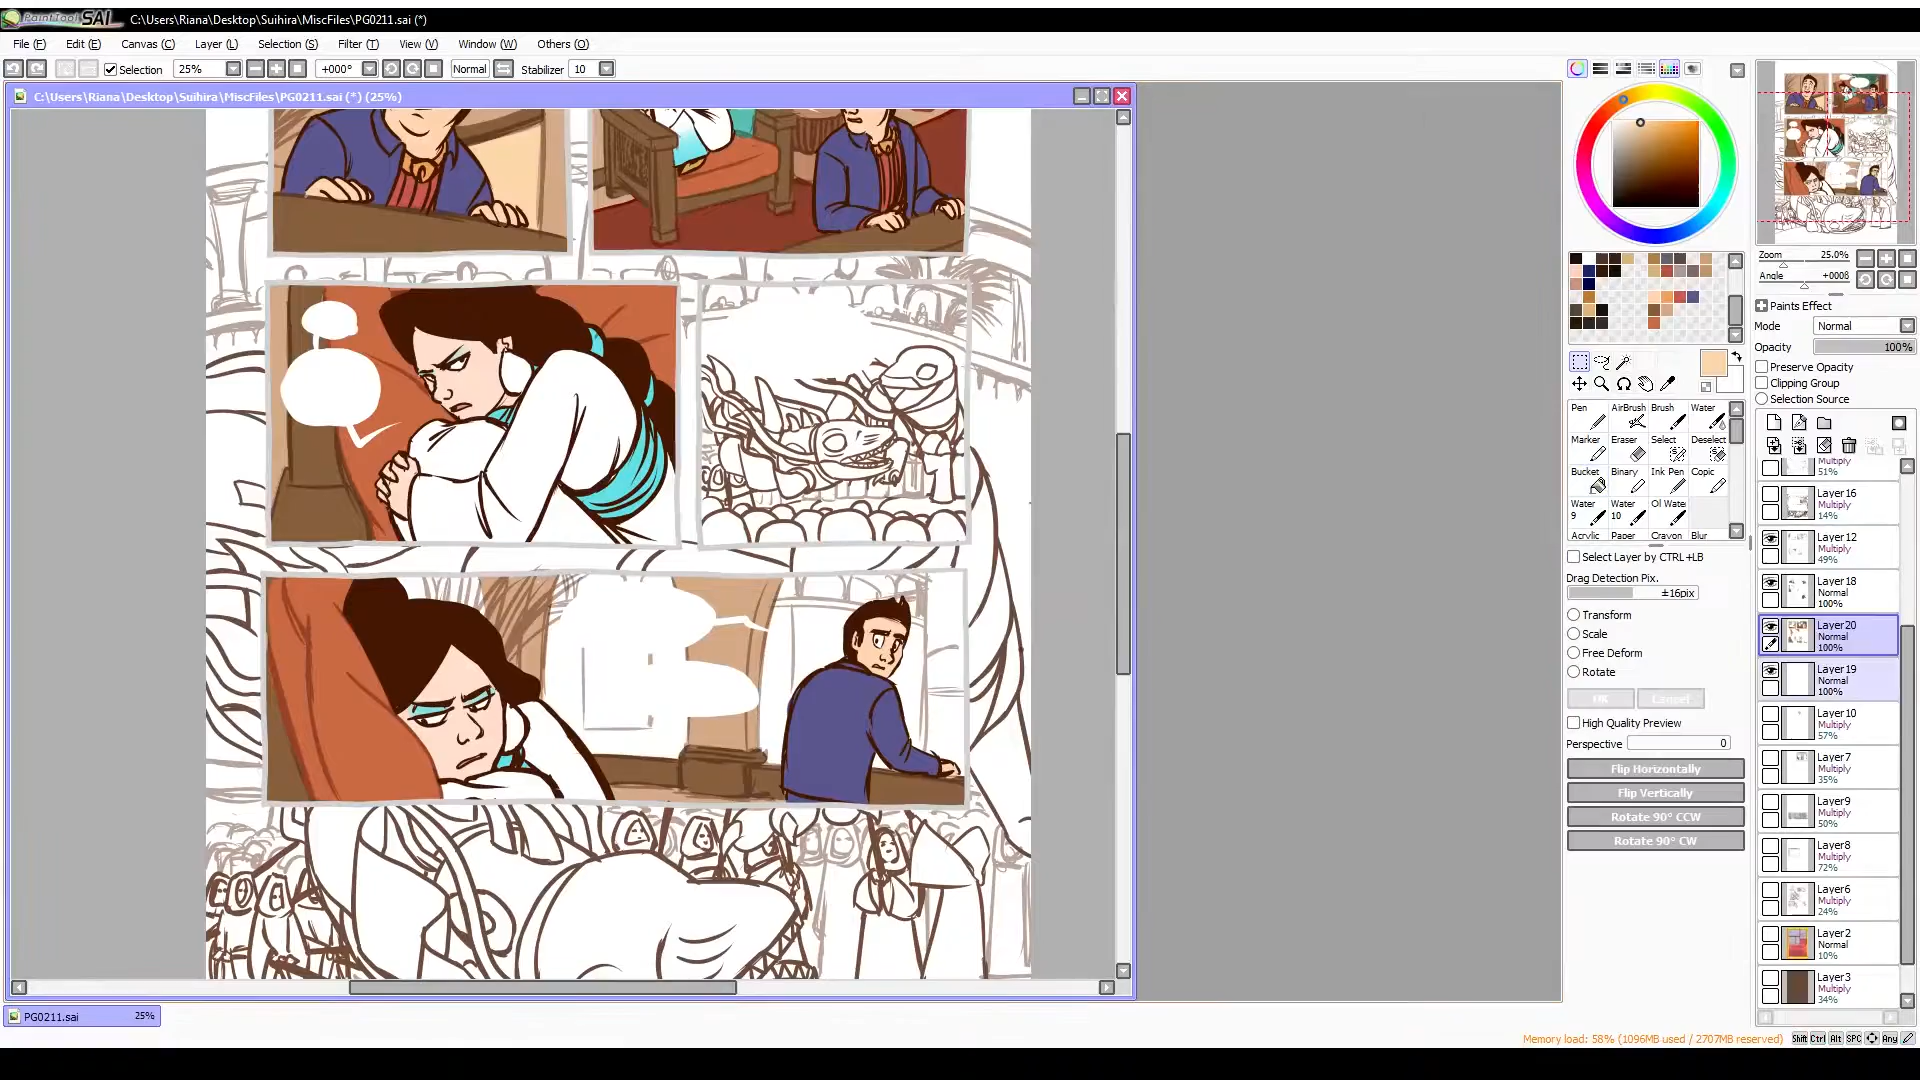 PaintTool SAI C:\Users\Riana\Desktop\Suihira\MiscFiles\PG0211.sai (*)
File (F) Edit (E) Canvas (C) Layer (L) Selection (S) Filter (T) View (V) Window (W) Others (O)
Selection 25% +000° Normal Stabilizer 10
C:\Users\Riana\Desktop\Suihira\MiscFiles\PG0211.sai (*) (25%)
Zoom 25.0%
Angle +000ß
Paints Effect
Mode Normal
Opacity 100%
Preserve Opacity
Clipping Group
Selection Source
Pen AirBrush Brush Water
Marker Eraser Select Deselect
Bucket Binary Ink Pen Copic
Water 9 Water 10 Ol Wate
Acrylic Paper Crayon Blur
Select Layer by CTRL+LB
Drag Detection Pix.
±16pix
Transform
Scale
Free Deform
Rotate
OK Cancel
High Quality Preview
Perspective 0
Flip Horizontally
Flip Vertically
Rotate 90° CCW
Rotate 90° CW
Multiply
51%
Layer16
Multiply
14%
Layer12
Multiply
49%
Layer18
Normal
100%
Layer20
Normal
100%
Layer19
Normal
100%
Layer10
Multiply
57%
Layer7
Multiply
35%
Layer9
Multiply
50%
Layer8
Multiply
72%
Layer6
Multiply
24%
Layer2
Normal
10%
Layer3
Multiply
34%
PG0211.sai 25%
Memory load: 58% (1096MB used / 2707MB reserved) Shift Ctrl Alt SPC Any